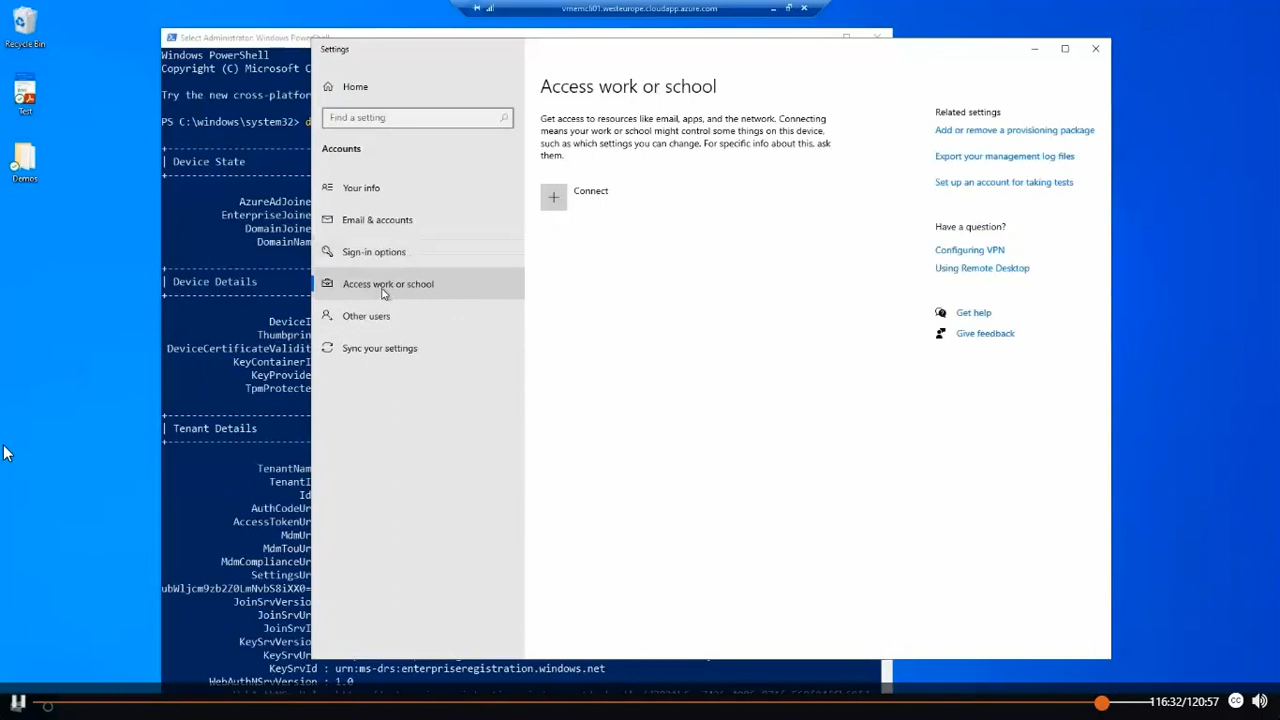 vmemcli01.westeurope.cloudapp.azure.com
Recycle Bin
Test
Demos
Select Administrator: Windows PowerShell
Windows PowerShell
Copyright (C) Microsoft C
Try the new cross-platfor
PS C:\windows\system32> d
| Device State
AzureAdJoine
EnterpriseJoine
DomainJoine
DomainNam
| Device Details
DeviceI
Thumbprin
DeviceCertificateValidit
KeyContainerI
KeyProvide
TpmProtecte
| Tenant Details
TenantNam
TenantI
Id
AuthCodeUr
AccessTokenUr
MdmUr
MdmTouUr
MdmComplianceUr
SettingsUr
JoinSrvVersio
JoinSrvUr
JoinSrvI
KeySrvVersio
KeySrvUr
KeySrvId : urn:ms-drs:enterpriseregistration.windows.net
WebAuthNSrvVersion : 1.0
Settings
Home
Find a setting
Accounts
Your info
Email & accounts
Sign-in options
Access work or school
Other users
Sync your settings
Access work or school
Get access to resources like email, apps, and the network. Connecting
means your work or school might control some things on this device,
such as which settings you can change. For specific info about this, ask
them.
Connect
Related settings
Add or remove a provisioning package
Export your management log files
Set up an account for taking tests
Have a question?
Configuring VPN
Using Remote Desktop
Get help
Give feedback
116:32/120:57
CC